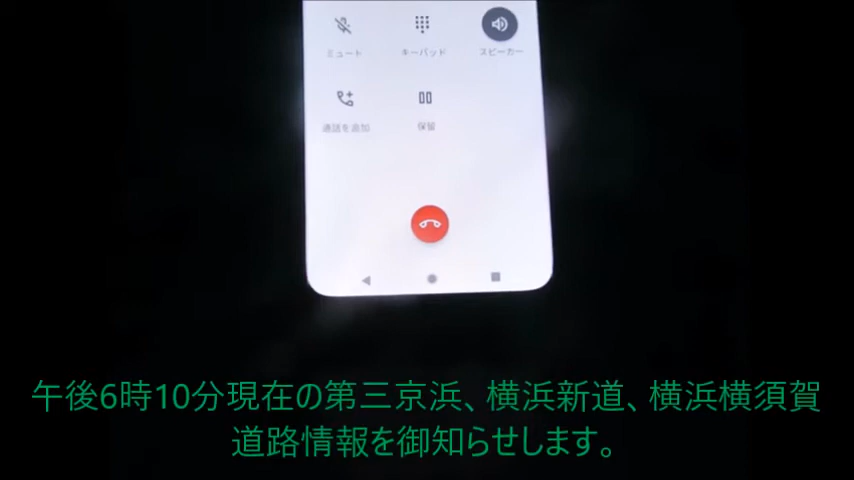 ミュート
キーパッド
スピーカー
通話を追加
保留
午後6時10分現在の第三京浜、横浜新道、横浜横須賀
道路情報を御知らせします。